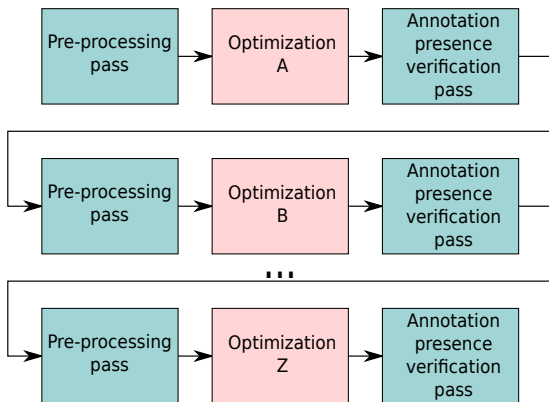 Pre-processing
pass
Optimization
A
Annotation
presence
verification
pass
Pre-processing
pass
Optimization
B
Annotation
presence
verification
pass
...
Pre-processing
pass
Optimization
Z
Annotation
presence
verification
pass